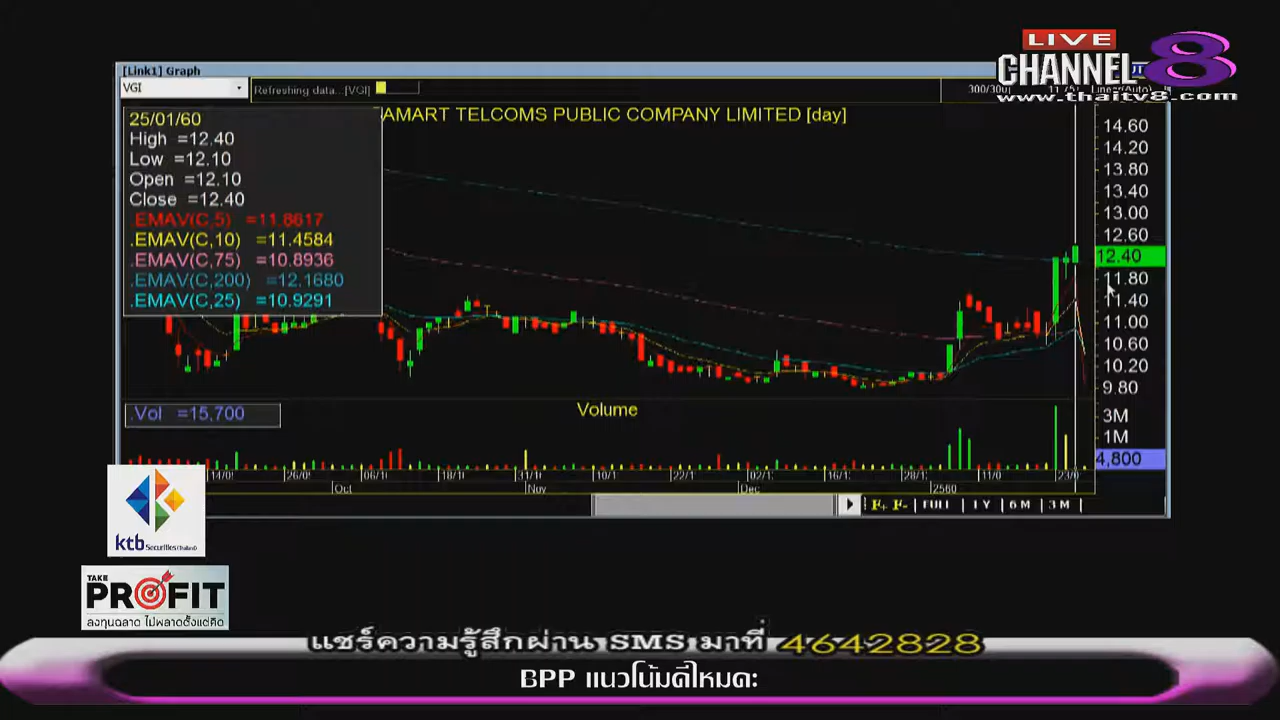 LIVE
CHANNEL 8
www.thaitv8.com
[Link1] Graph
VGI
Refreshing data...[VGI]
AMART TELCOMS PUBLIC COMPANY LIMITED [day]
25/01/60
High =12.40
Low =12.10
Open =12.10
Close =12.40
.EMAV(C,5) =11.8617
.EMAV(C,10) =11.4584
.EMAV(C,75) =10.8936
.EMAV(C,200) =12.1680
.EMAV(C,25) =10.9291
14.60
14.20
13.80
13.40
13.00
12.60
12.40
11.80
11.40
11.00
10.60
10.20
9.80
.Vol =15,700
Volume
3M
1M
4,800
Oct Nov Dec 2560
F+ F- FULL 1 Y 6 M 3 M
ktb Securities (Thailand)
TAKE
PROFIT
ลงทุนฉลาด ไม่พลาดตั้งแต่คิด
แชร์ความรู้สึกผ่าน SMS มาที่ 4642828
BPP แนวโน้มดีไหมคะ